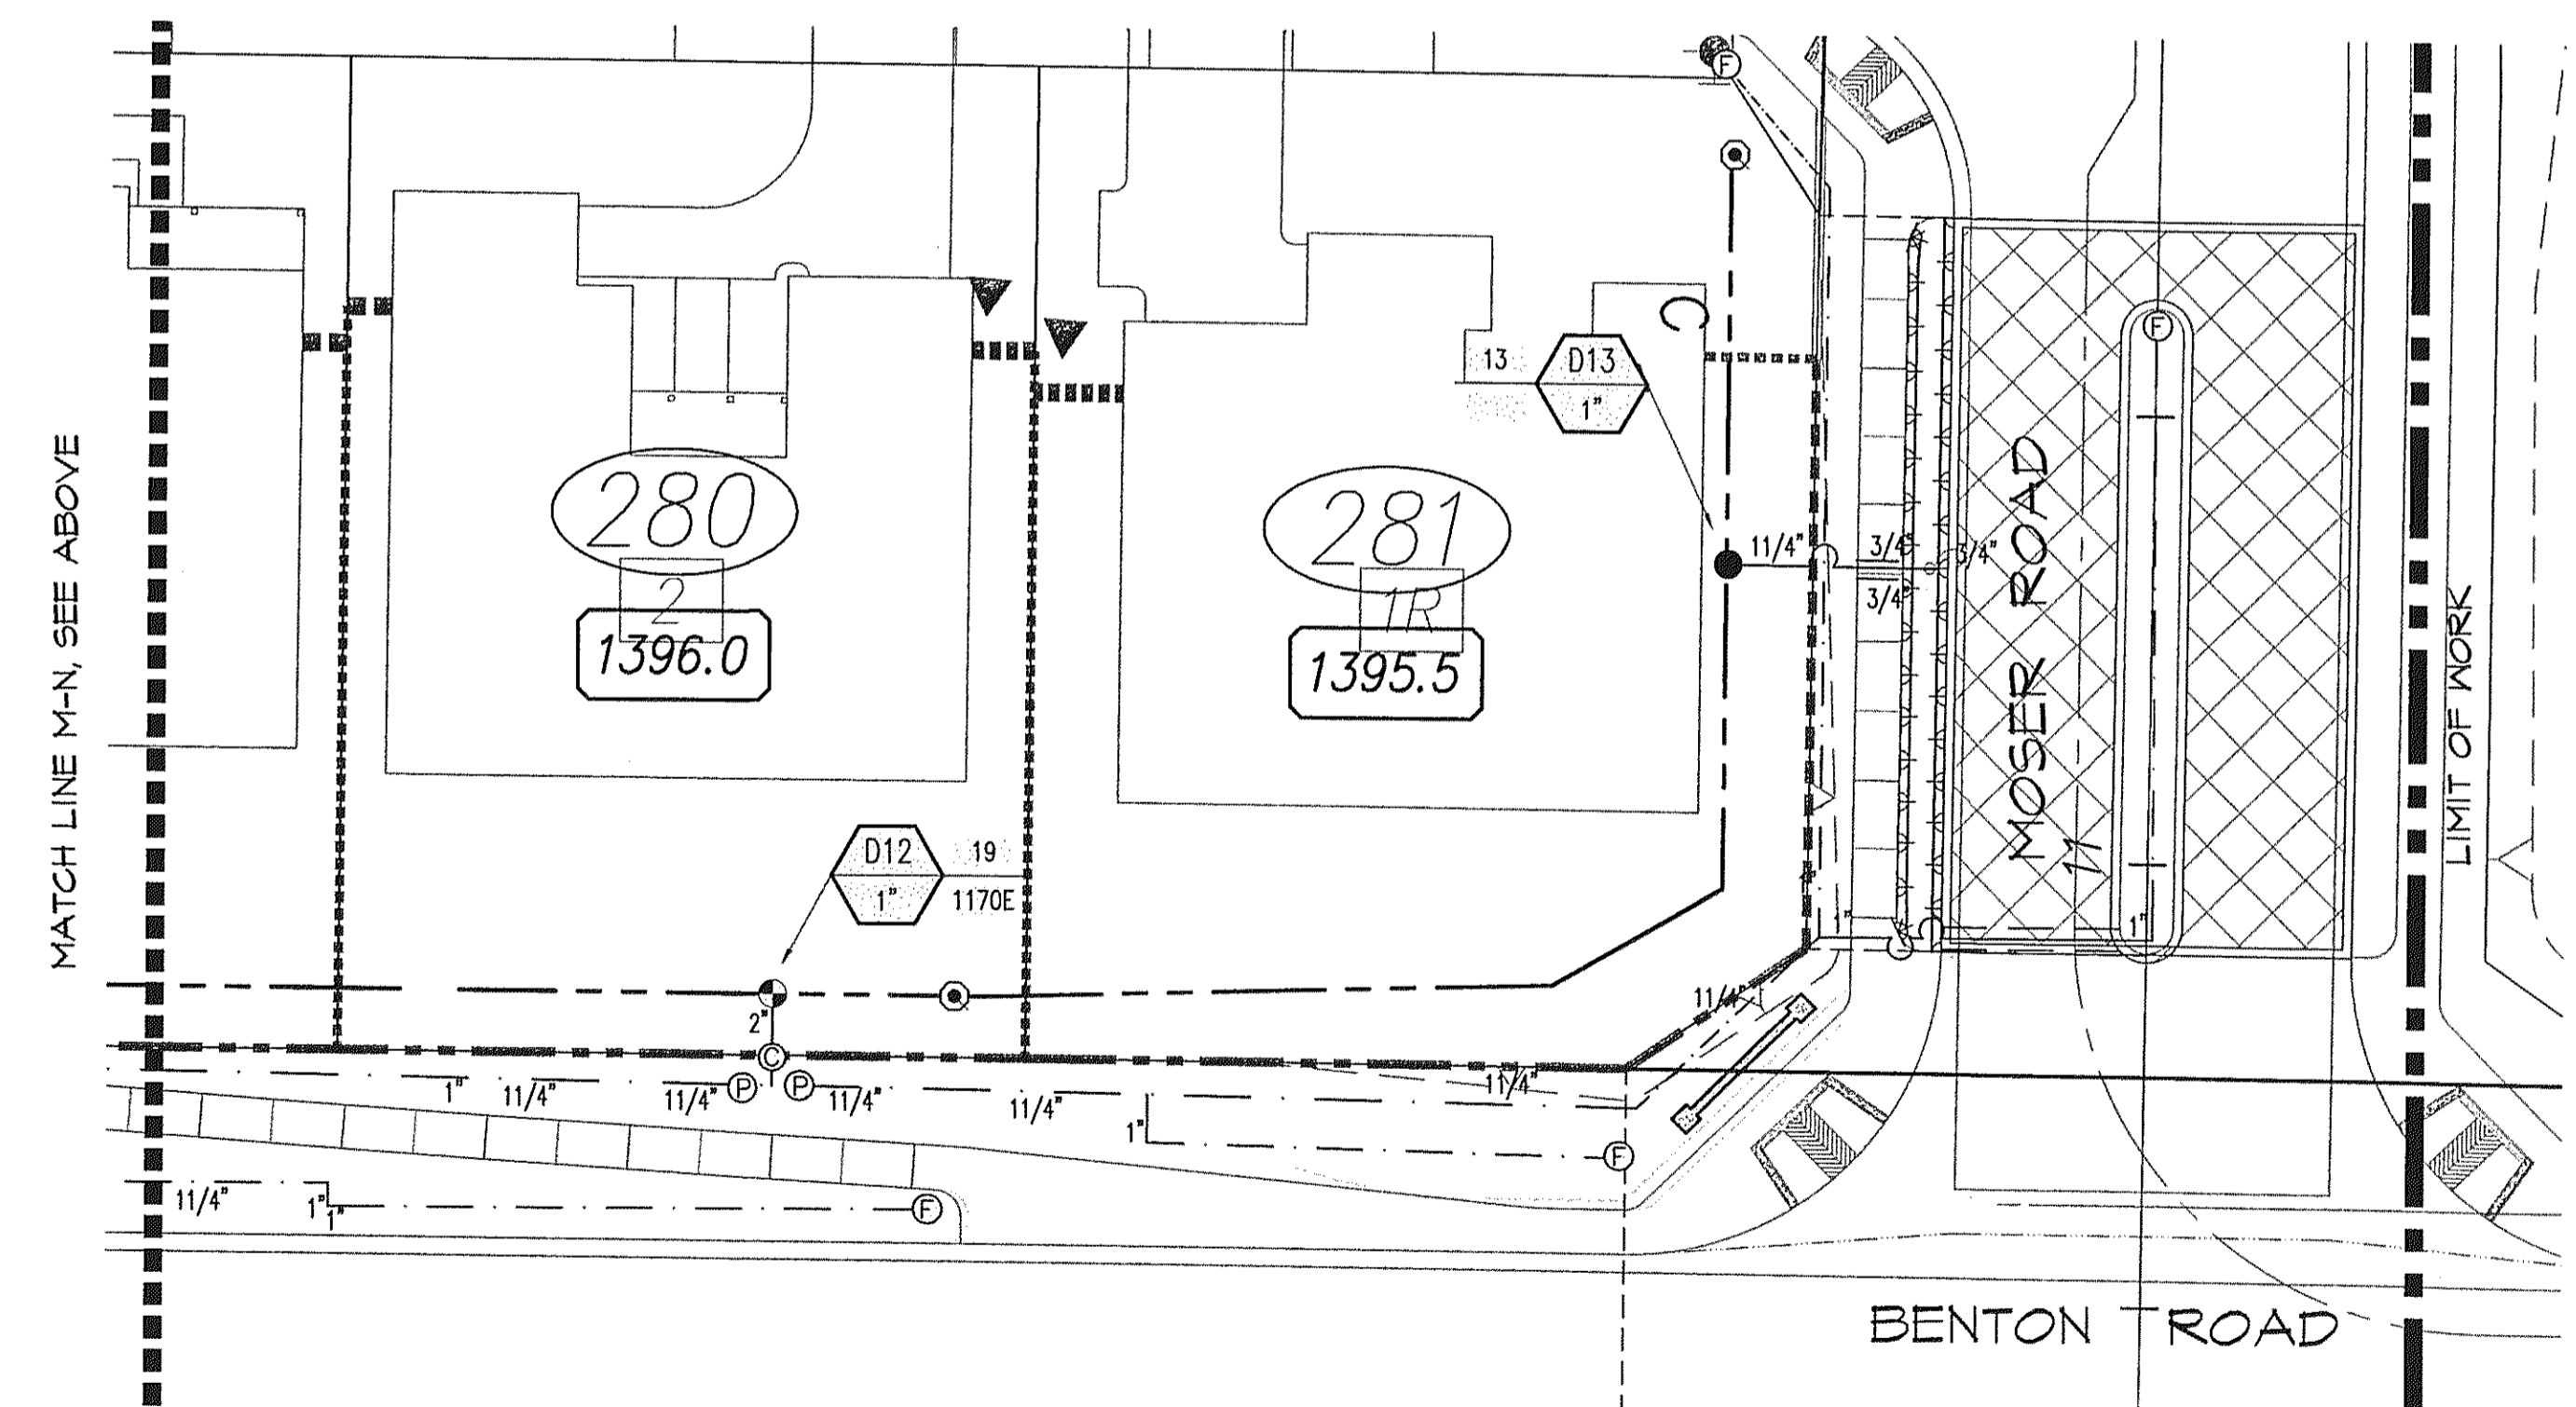 MATCH LINE M-N, SEE ABOVE
F
C
13
D13
1"
F
280
2
1396.0
281
1R
1395.5
11/4"
3/4"
3/4"
3/4"
MOSER ROAD
LIMIT OF WORK
D12
19
1"
1170E
1"
1"
2"
C
11/4"
1"
11/4"
11/4"
P
P
11/4"
11/4"
11/4"
1"
F
11/4"
1"
1"
F
BENTON ROAD